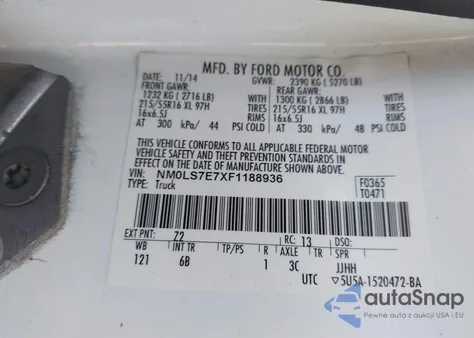 MFD. BY FORD MOTOR CO.
DATE: 11/14 GVWR: 2390 KG (5270 LB)
FRONT GAWR: REAR GAWR:
1232 KG (2716 LB) 1300 KG (2866 LB)
215/55R16 XL 97H TIRES 215/55R16 XL 97H TIRES
16x6.5J RIMS 16x6.5J RIMS
AT 300 kPa/ 44 PSI COLD AT 330 kPa/ 48 PSI COLD
THIS VEHICLE CONFORMS TO ALL APPLICABLE FEDERAL MOTOR
VEHICLE SAFETY AND THEFT PREVENTION STANDARDS IN
EFFECT ON THE DATE OF MANUFACTURE SHOWN ABOVE.
VIN: NM0LS7E7XF1188936
TYPE: Truck
F0365
T0471
EXT PNT: Z2 RC: 13 DSO:
WB TP/PS R AXLE TR SPR
121 6B 1 3C JJHH
UTC ▽5U5A-1520472-BA
autoSnap
Pewne auta z aukcji USA i EU